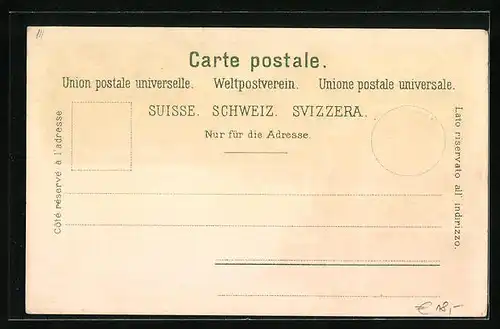 Carte postale.
Union postale universelle. Weltpostverein. Unione postale universale.
SUISSE. SCHWEIZ. SVIZZERA.
Nur für die Adresse.
Côté réservé à l'adresse
Lato riservato all' indirizzo.
€ 18,-